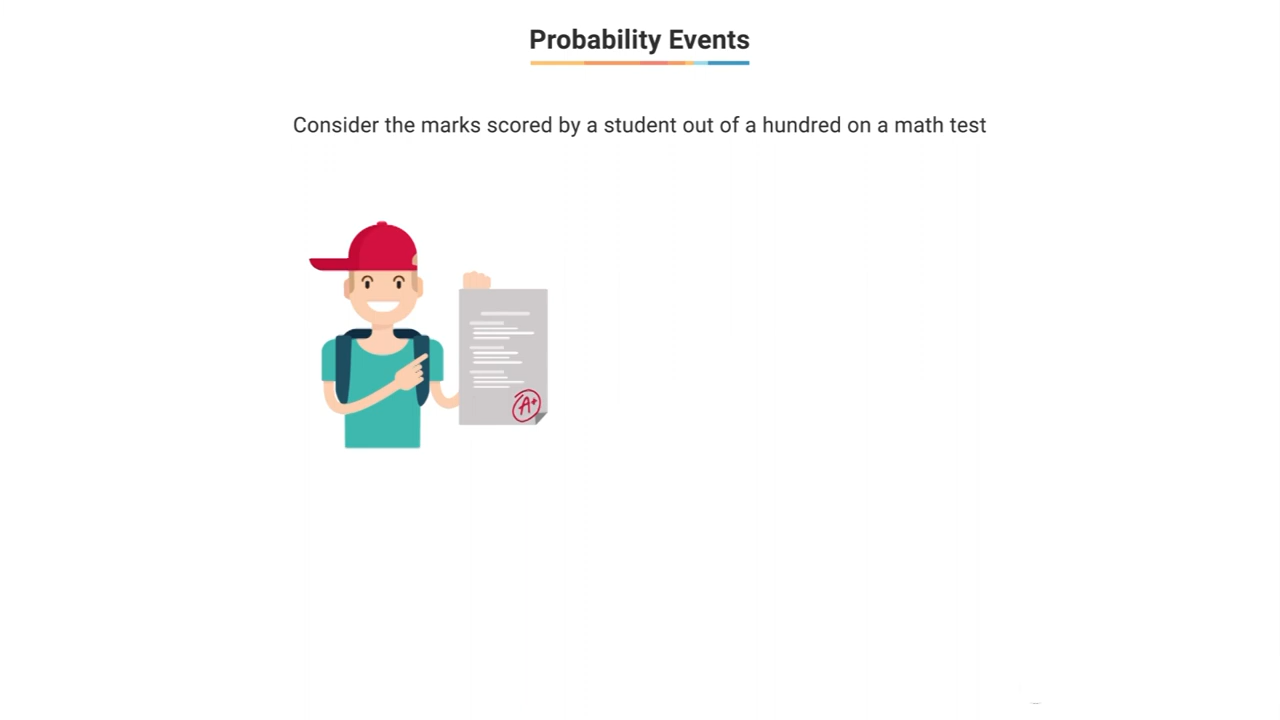 Probability Events
Consider the marks scored by a student out of a hundred on a math test
A+